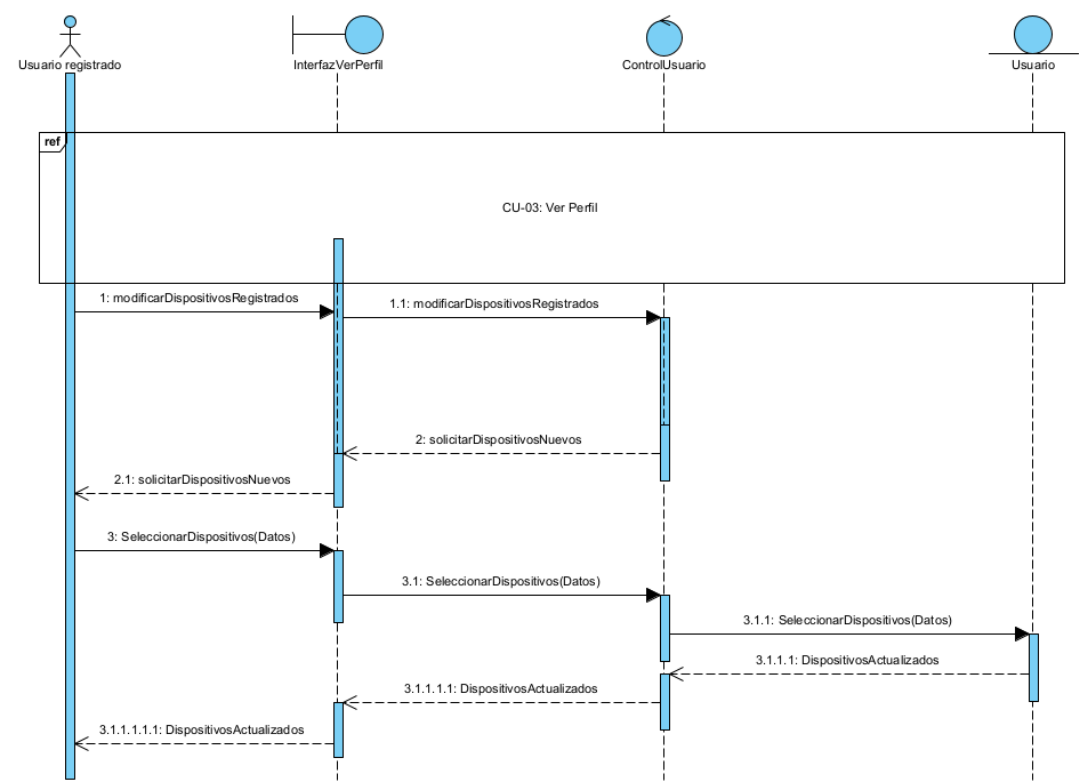 Usuario registrado
InterfazVerPerfil
ControlUsuario
Usuario
ref
CU-03: Ver Perfil
1: modificarDispositivosRegistrados
1.1: modificarDispositivosRegistrados
2: solicitarDispositivosNuevos
2.1: solicitarDispositivosNuevos
3: SeleccionarDispositivos(Datos)
3.1: SeleccionarDispositivos(Datos)
3.1.1: SeleccionarDispositivos(Datos)
3.1.1.1: DispositivosActualizados
3.1.1.1.1: DispositivosActualizados
3.1.1.1.1.1: DispositivosActualizados